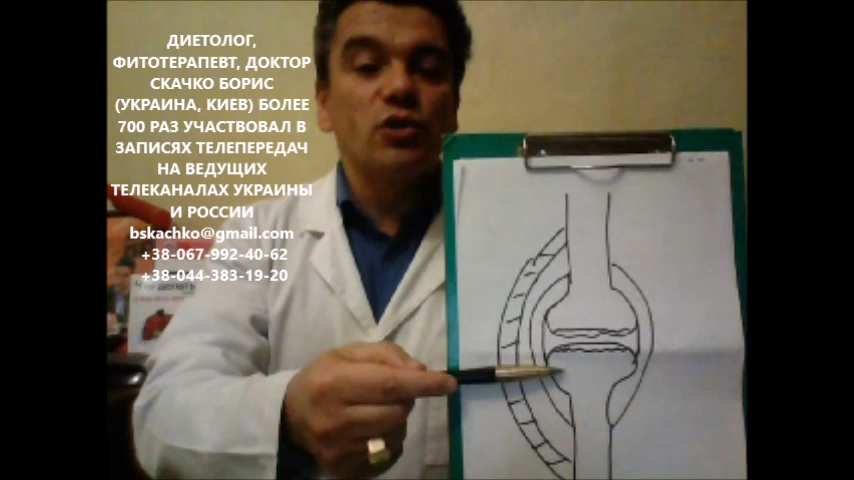 ДИЕТОЛОГ,
ФИТОТЕРАПЕВТ, ДОКТОР
СКАЧКО БОРИС
(УКРАИНА, КИЕВ) БОЛЕЕ
700 РАЗ УЧАСТВОВАЛ В
ЗАПИСЯХ ТЕЛЕПЕРЕДАЧ
НА ВЕДУЩИХ
ТЕЛЕКАНАЛАХ УКРАИНЫ
И РОССИИ
bskachko@gmail.com
+38-067-992-40-62
+38-044-383-19-20